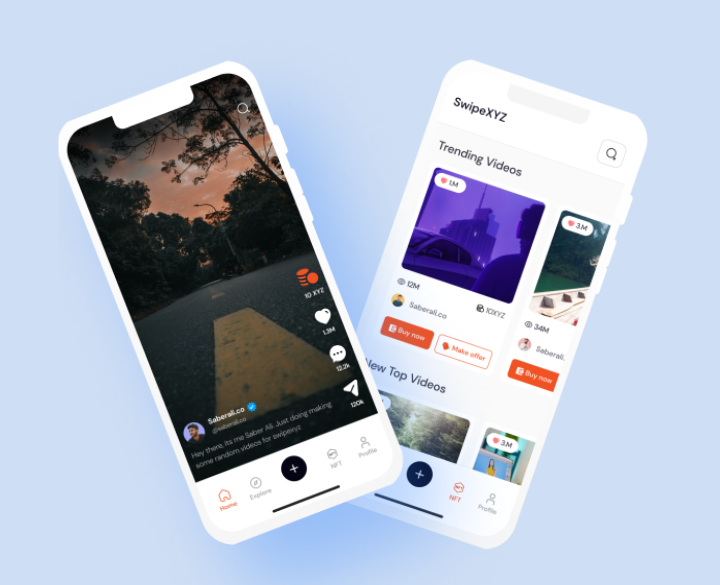 10 XYZ
1.3M
12.2k
120k
Saberali.co
@saberali.co
Hey there, its me Saber Ali. Just doing making
some random videos for swipexyz
Home
Explore
NFT
Profile
SwipeXYZ
Trending Videos
1M
3.M
12M
10XYZ
Saberali.co
Buy now
Make offer
34M
Saberali.
Buy now
New Top Videos
3.M
NFT
Profile